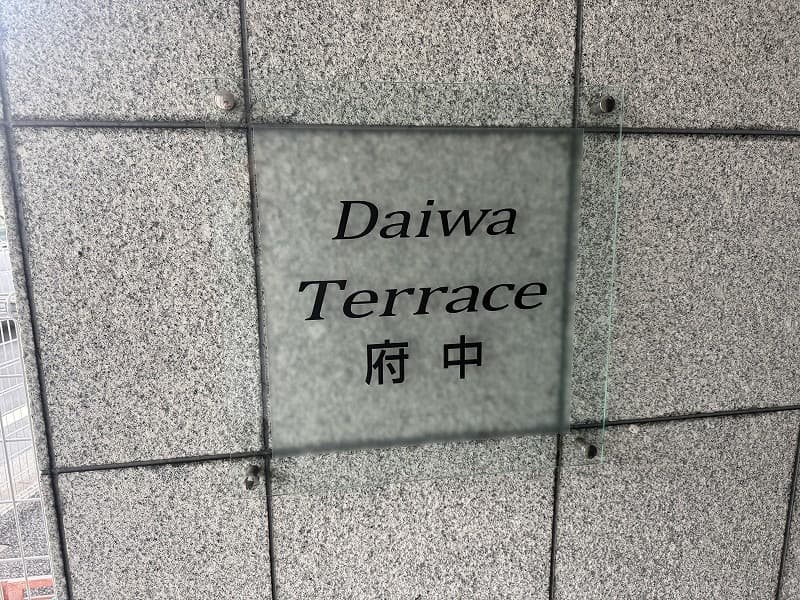 Daiwa
Terrace
府中